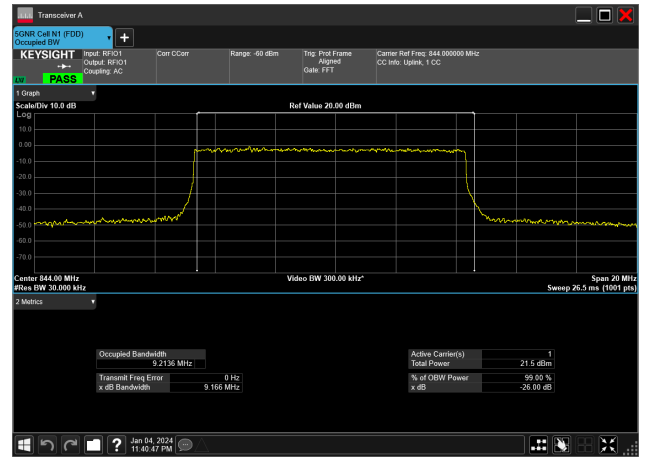 Transceiver A
5GNR Cell N1 (FDD)
Occupied BW
KEYSIGHT
LXI
PASS
Input: RFIO1
Output: RFIO1
Coupling: AC
Corr CCorr
Range: -60 dBm
Trig: Prot Frame
Aligned
Gate: FFT
Carrier Ref Freq: 844.000000 MHz
CC Info: Uplink, 1 CC
1 Graph
Scale/Div 10.0 dB
Ref Value 20.00 dBm
Log
10.0
0.00
-10.0
-20.0
-30.0
-40.0
-50.0
-60.0
-70.0
Center 844.00 MHz
Video BW 300.00 kHz*
Span 20 MHz
#Res BW 30.000 kHz
Sweep 26.5 ms (1001 pts)
2 Metrics
Occupied Bandwidth
9.2136 MHz
Transmit Freq Error 0 Hz
x dB Bandwidth 9.166 MHz
Active Carrier(s) 1
Total Power 21.5 dBm
% of OBW Power 99.00 %
x dB -26.00 dB
Jan 04, 2024
11:40:47 PM